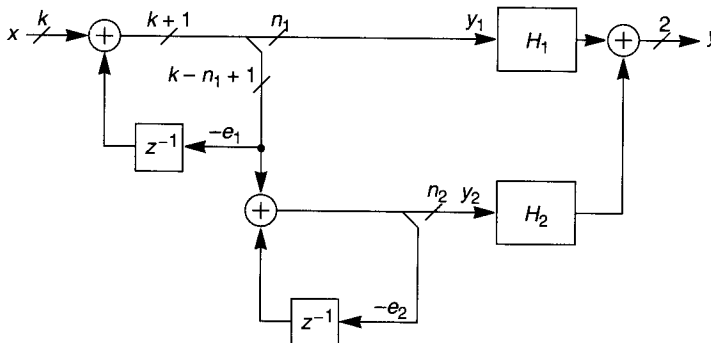 x
k
k + 1
n₁
y₁
H₁
2
y
k – n₁ + 1
z⁻¹
–e₁
n₂
y₂
H₂
z⁻¹
–e₂